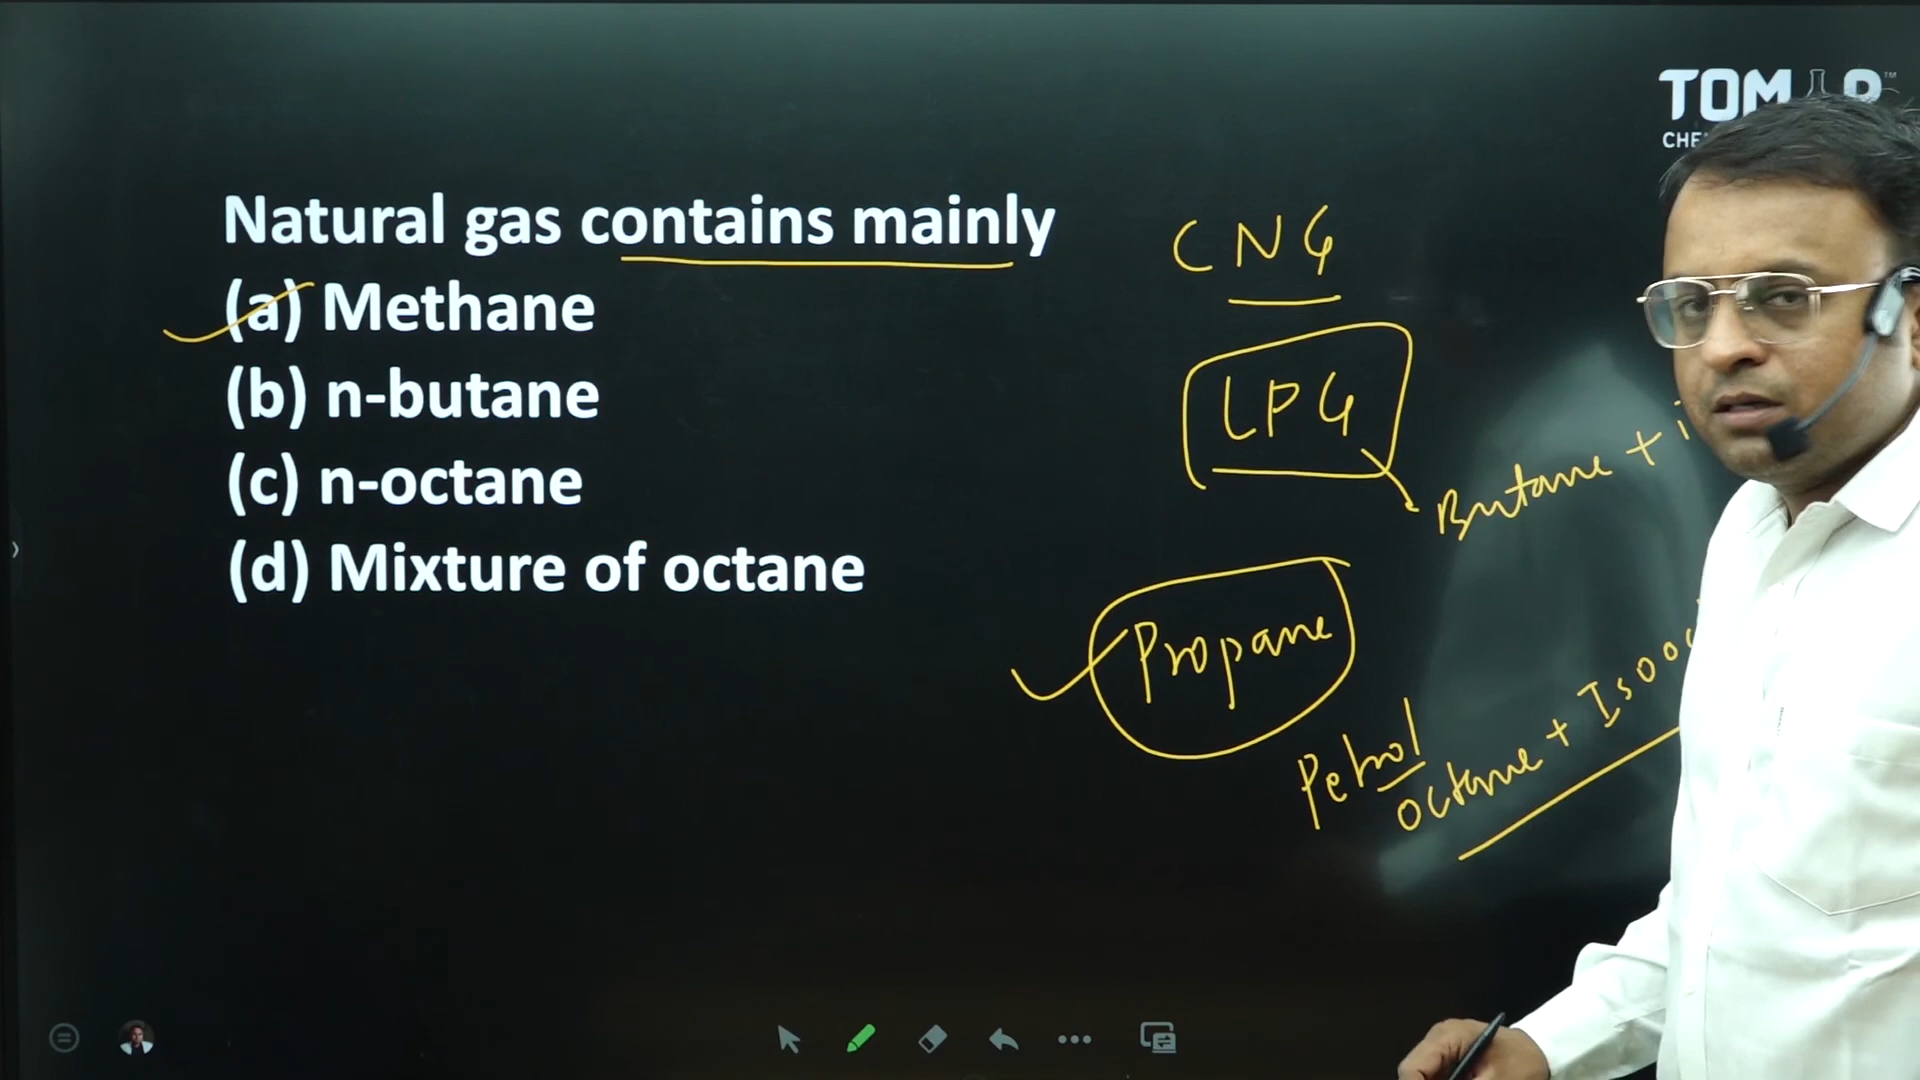 Natural gas contains mainly
(a) Methane
(b) n-butane
(c) n-octane
(d) Mixture of octane
CNG
LPG
Butane + i
Propane
Petrol
Octane + Isooc
TOM
CHE